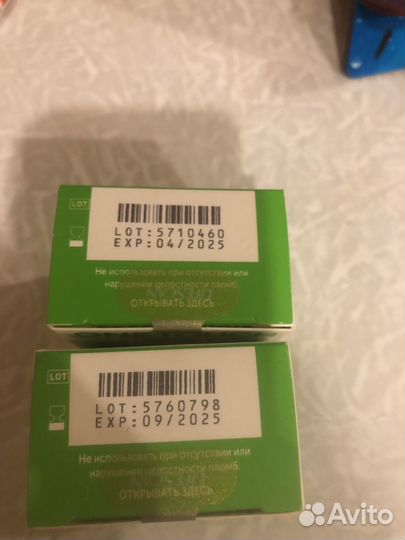 LOT
LOT:5710460
EXP:04/2025
Не использовать при отсутствии или
нарушении целостности пломб.
ОТКРЫВАТЬ ЗДЕСЬ
LOT
LOT:5760798
EXP:09/2025
Не использовать при отсутствии или
нарушении целостности пломб.
ОТКРЫВАТЬ ЗДЕСЬ
Avito